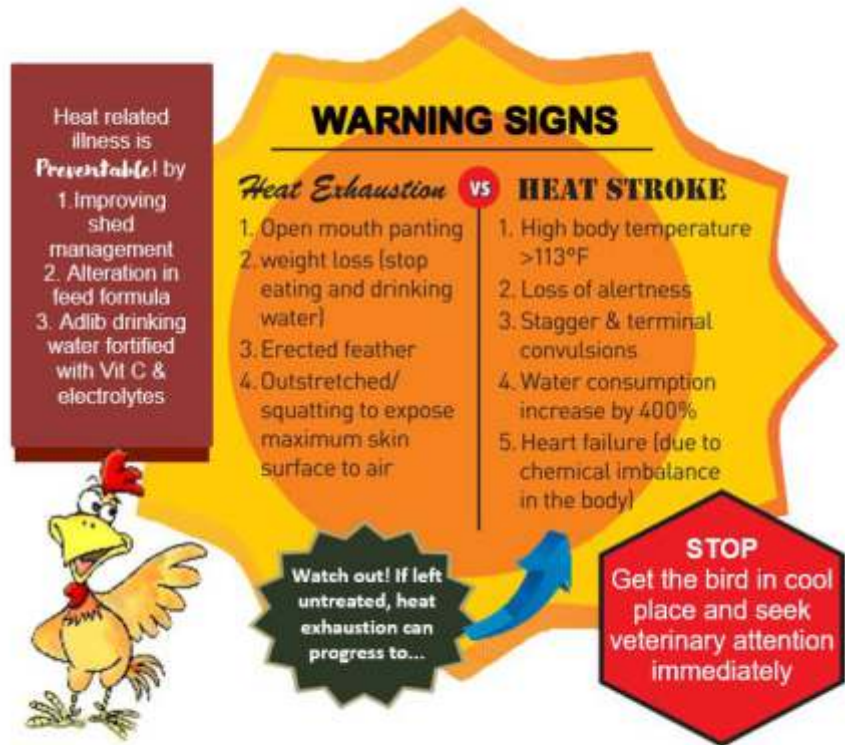 Heat related
illness is
Preventable! by
1.Improving
shed
management
2. Alteration in
feed formula
3. Adlib drinking
water fortified
with Vit C &
electrolytes
WARNING SIGNS
Heat Exhaustion
VS
HEAT STROKE
1. Open mouth panting
2. weight loss (stop
eating and drinking
water)
3. Erected feather
4. Outstretched/
squatting to expose
maximum skin
surface to air
1. High body temperature
>113°F
2. Loss of alertness
3. Stagger & terminal
convulsions
4. Water consumption
increase by 400%
5. Heart failure (due to
chemical imbalance
in the body)
Watch out! If left
untreated, heat
exhaustion can
progress to...
STOP
Get the bird in cool
place and seek
veterinary attention
immediately